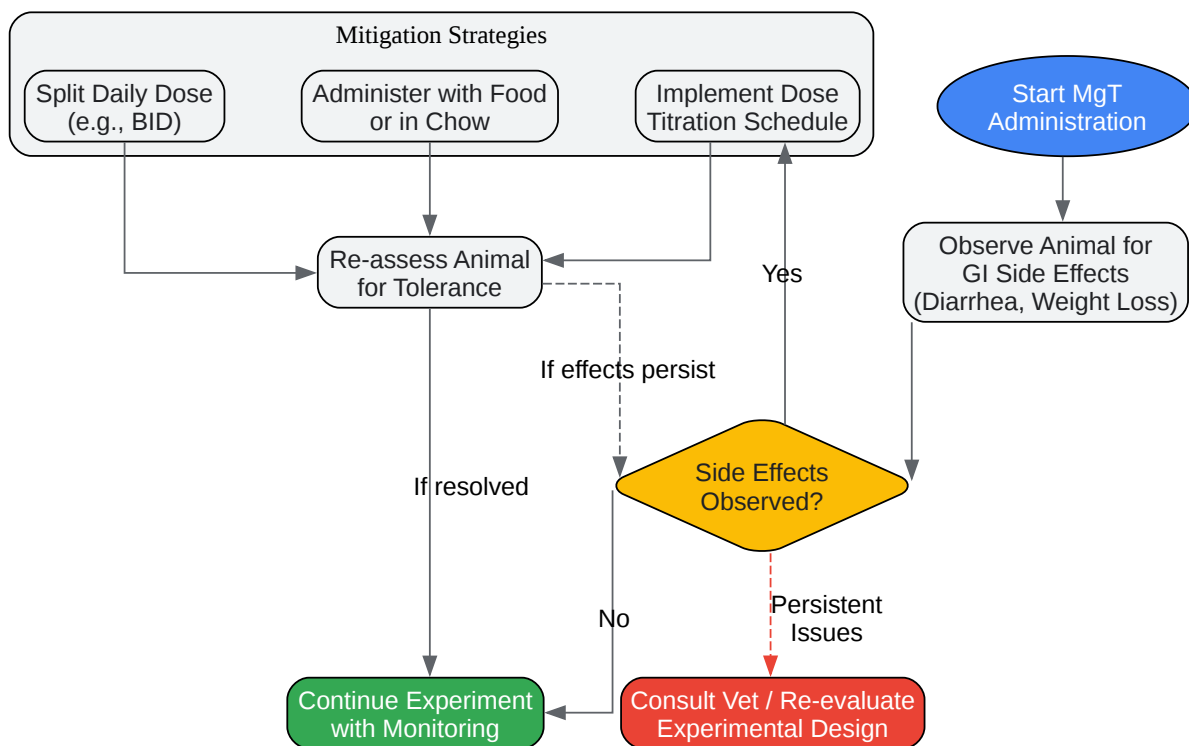 Mitigation Strategies
Split Daily Dose
(e.g., BID)
Administer with Food
or in Chow
Implement Dose
Titration Schedule
Start MgT
Administration
Re-assess Animal
for Tolerance
Yes
Observe Animal for
GI Side Effects
(Diarrhea, Weight Loss)
If effects persist
If resolved
Side Effects
Observed?
No
Persistent
Issues
Continue Experiment
with Monitoring
Consult Vet / Re-evaluate
Experimental Design